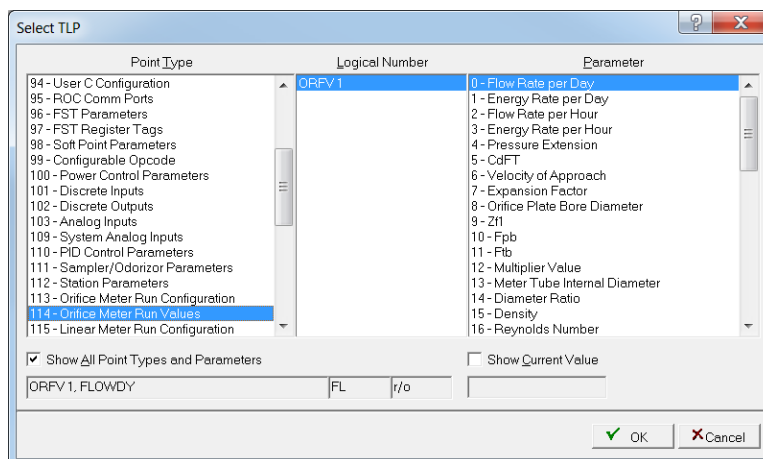 Select TLP
Point Type
94 - User C Configuration
95 - ROC Comm Ports
96 - FST Parameters
97 - FST Register Tags
98 - Soft Point Parameters
99 - Configurable Opcode
100 - Power Control Parameters
101 - Discrete Inputs
102 - Discrete Outputs
103 - Analog Inputs
109 - System Analog Inputs
110 - PID Control Parameters
111 - Sampler/Odorizor Parameters
112 - Station Parameters
113 - Orifice Meter Run Configuration
114 - Orifice Meter Run Values
115 - Linear Meter Run Configuration
Logical Number
ORFV 1
Parameter
0 - Flow Rate per Day
1 - Energy Rate per Day
2 - Flow Rate per Hour
3 - Energy Rate per Hour
4 - Pressure Extension
5 - CdFT
6 - Velocity of Approach
7 - Expansion Factor
8 - Orifice Plate Bore Diameter
9 - Zf1
10 - Fpb
11 - Ftb
12 - Multiplier Value
13 - Meter Tube Internal Diameter
14 - Diameter Ratio
15 - Density
16 - Reynolds Number
Show All Point Types and Parameters
Show Current Value
ORFV 1, FLOWDY
FL
r/o
OK
Cancel